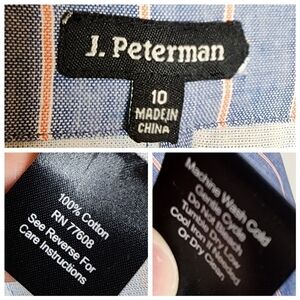 J. Peterman
10
MADE IN
CHINA
100% Cotton
RN 77608
See Reverse For
Care Instructions
Machine Wash Cold
Gentle Cycle
Do Not Bleach
Tumble Dry Low
Cool Iron If Needed
Or Dry Clean